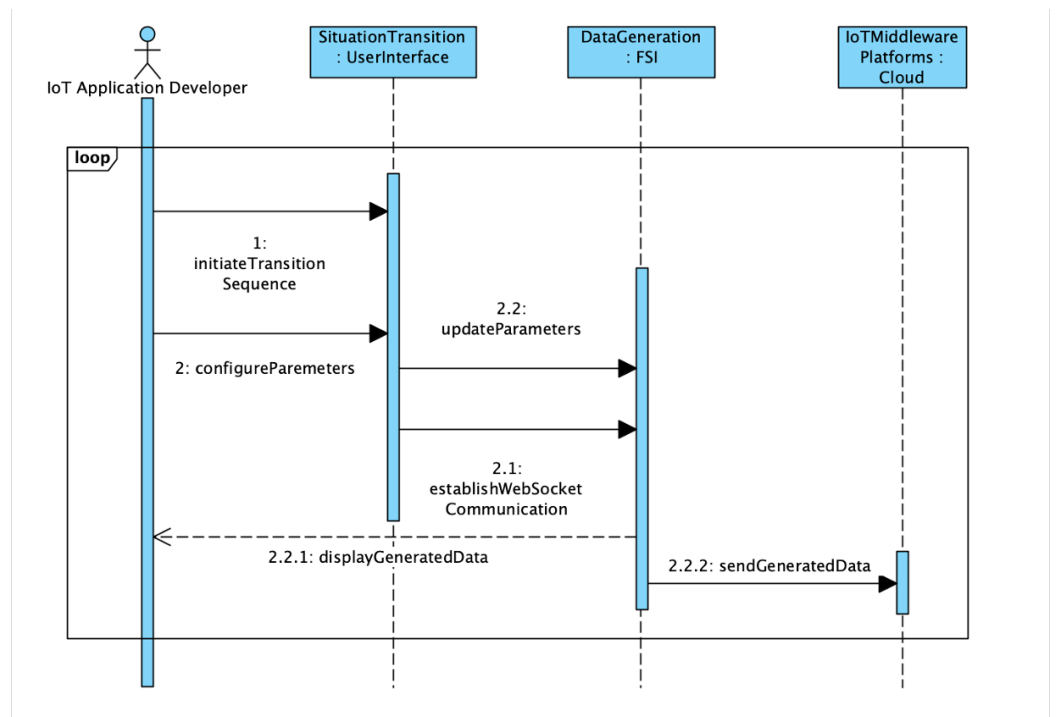 IoT Application Developer
SituationTransition
: UserInterface
DataGeneration
: FSI
IoTMiddleware
Platforms :
Cloud
loop
1:
initiateTransition
Sequence
2.2:
updateParameters
2: configureParemeters
2.1:
establishWebSocket
Communication
2.2.1: displayGeneratedData
2.2.2: sendGeneratedData